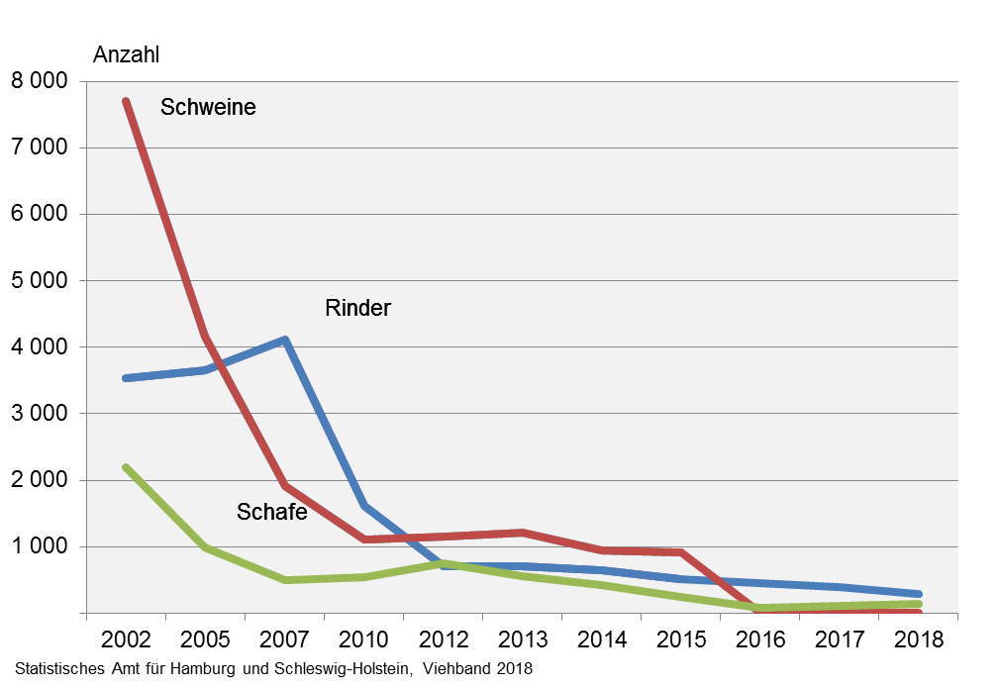 Anzahl
8 000
Schweine
7 000
6 000
5 000
Rinder
4 000
3 000
2 000
Schafe
1 000
2002 2005 2007 2010 2012 2013 2014 2015 2016 2017 2018
Statistisches Amt für Hamburg und Schleswig-Holstein, Viehband 2018